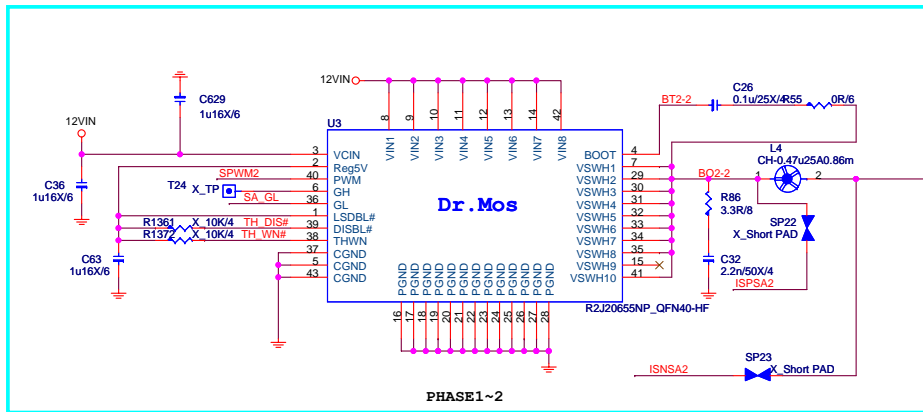 12VIN
C629
1u16X/6
12VIN
C36
1u16X/6
SPWM2
T24
X_TP
SA_GL
R1361
X_10K/4
TH_DIS#
R1372
X_10K/4
TH_WN#
C63
1u16X/6
U3
8
9
10
11
12
13
14
42
VIN1
VIN2
VIN3
VIN4
VIN5
VIN6
VIN7
VIN8
3
VCIN
2
Reg5V
40
PWM
6
GH
36
GL
1
LSDBL#
39
DISBL#
38
THWN
37
CGND
5
CGND
43
CGND
Dr.Mos
BOOT
4
VSWH1
7
VSWH2
29
VSWH3
30
VSWH4
31
VSWH5
32
VSWH6
33
VSWH7
34
VSWH8
35
VSWH9
15
VSWH10
41
PGND
PGND
PGND
PGND
PGND
PGND
PGND
PGND
PGND
PGND
PGND
PGND
PGND
16
17
18
19
20
21
22
23
24
25
26
27
28
R2J20655NP_QFN40-HF
BT2-2
C26
0.1u/25X/4
R55
0R/6
BO2-2
L4
CH-0.47u25A0.86m
1
2
R86
3.3R/8
SP22
X_Short PAD
C32
2.2n/50X/4
ISPSA2
SP23
ISNSA2
X_Short PAD
PHASE1~2